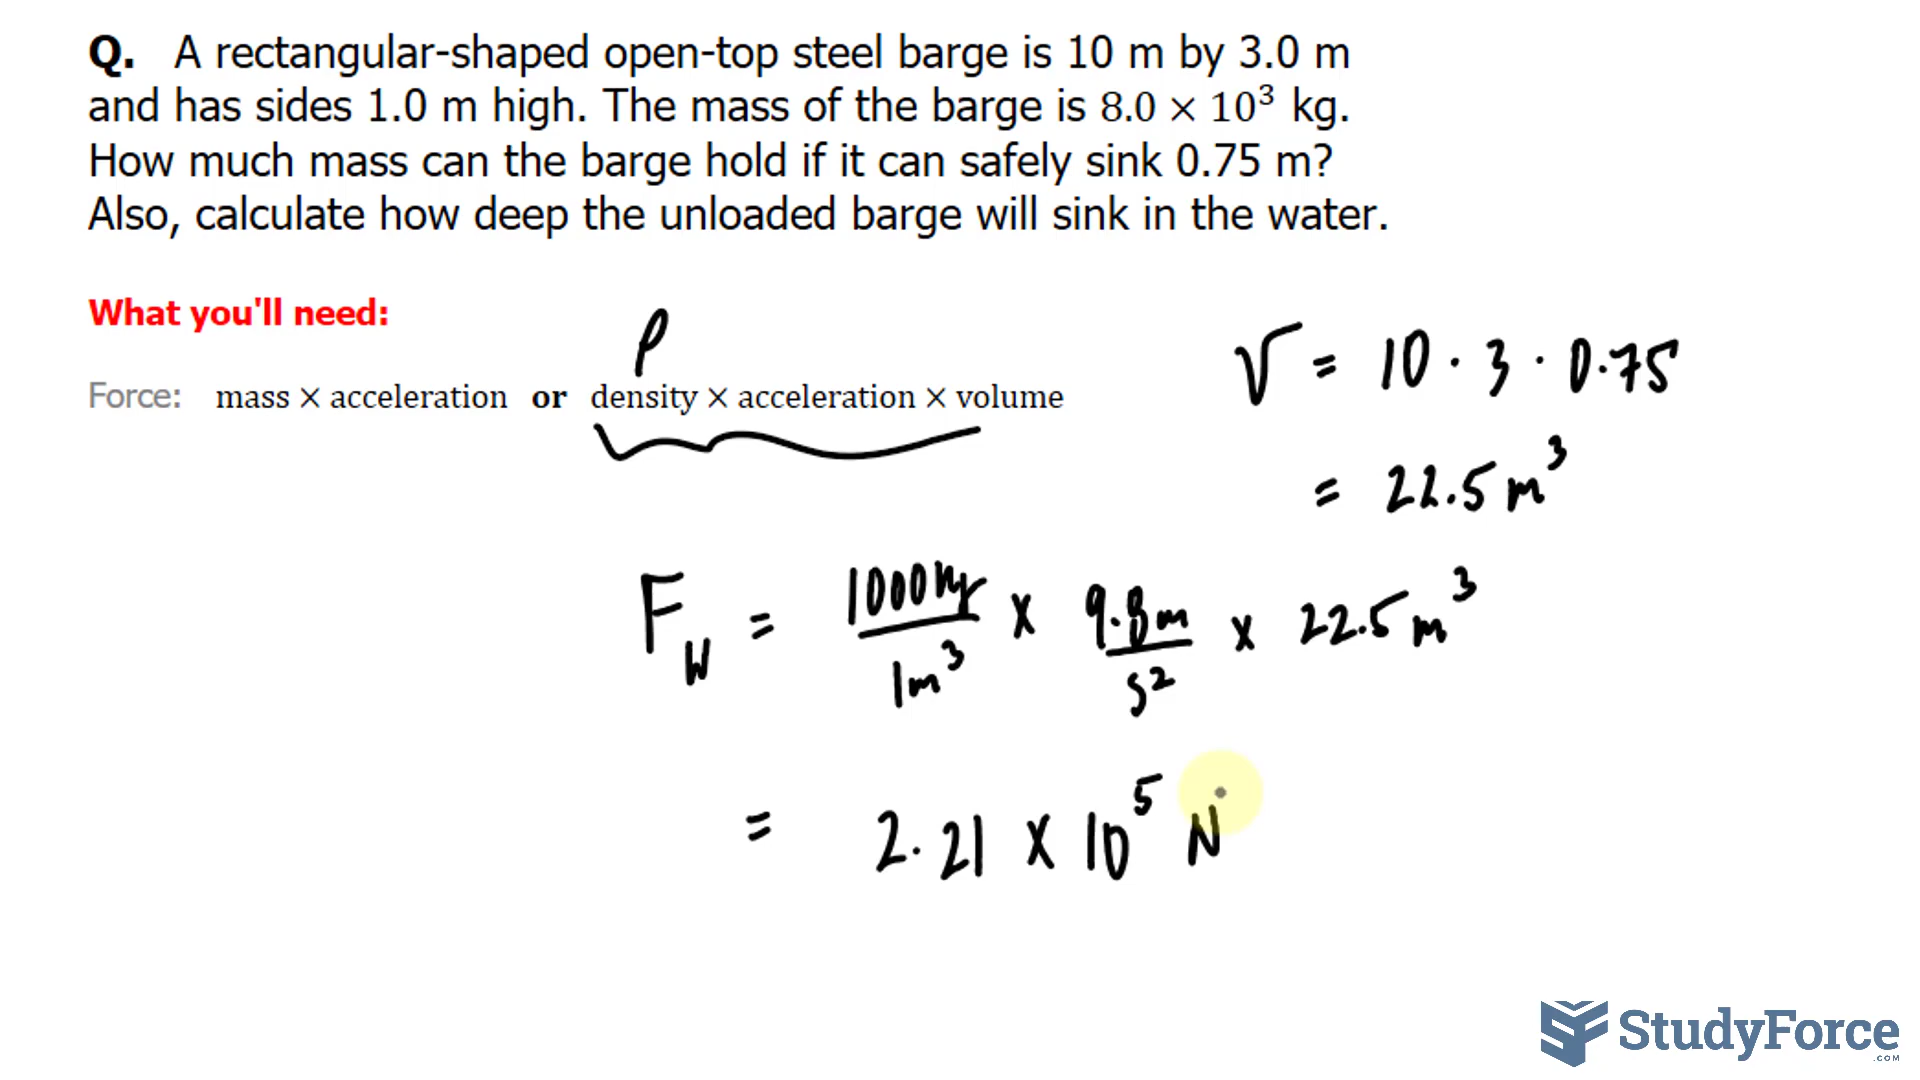 Q. A rectangular-shaped open-top steel barge is 10 m by 3.0 m
and has sides 1.0 m high. The mass of the barge is 8.0 × 10³ kg.
How much mass can the barge hold if it can safely sink 0.75 m?
Also, calculate how deep the unloaded barge will sink in the water.
What you'll need:
ρ
Force: mass × acceleration or density × acceleration × volume
V = 10 · 3 · 0.75
= 22.5 m³
F_W = 1000 kg / 1 m³ × 9.8 m / s² × 22.5 m³
= 2.21 × 10⁵ N
StudyForce
.COM